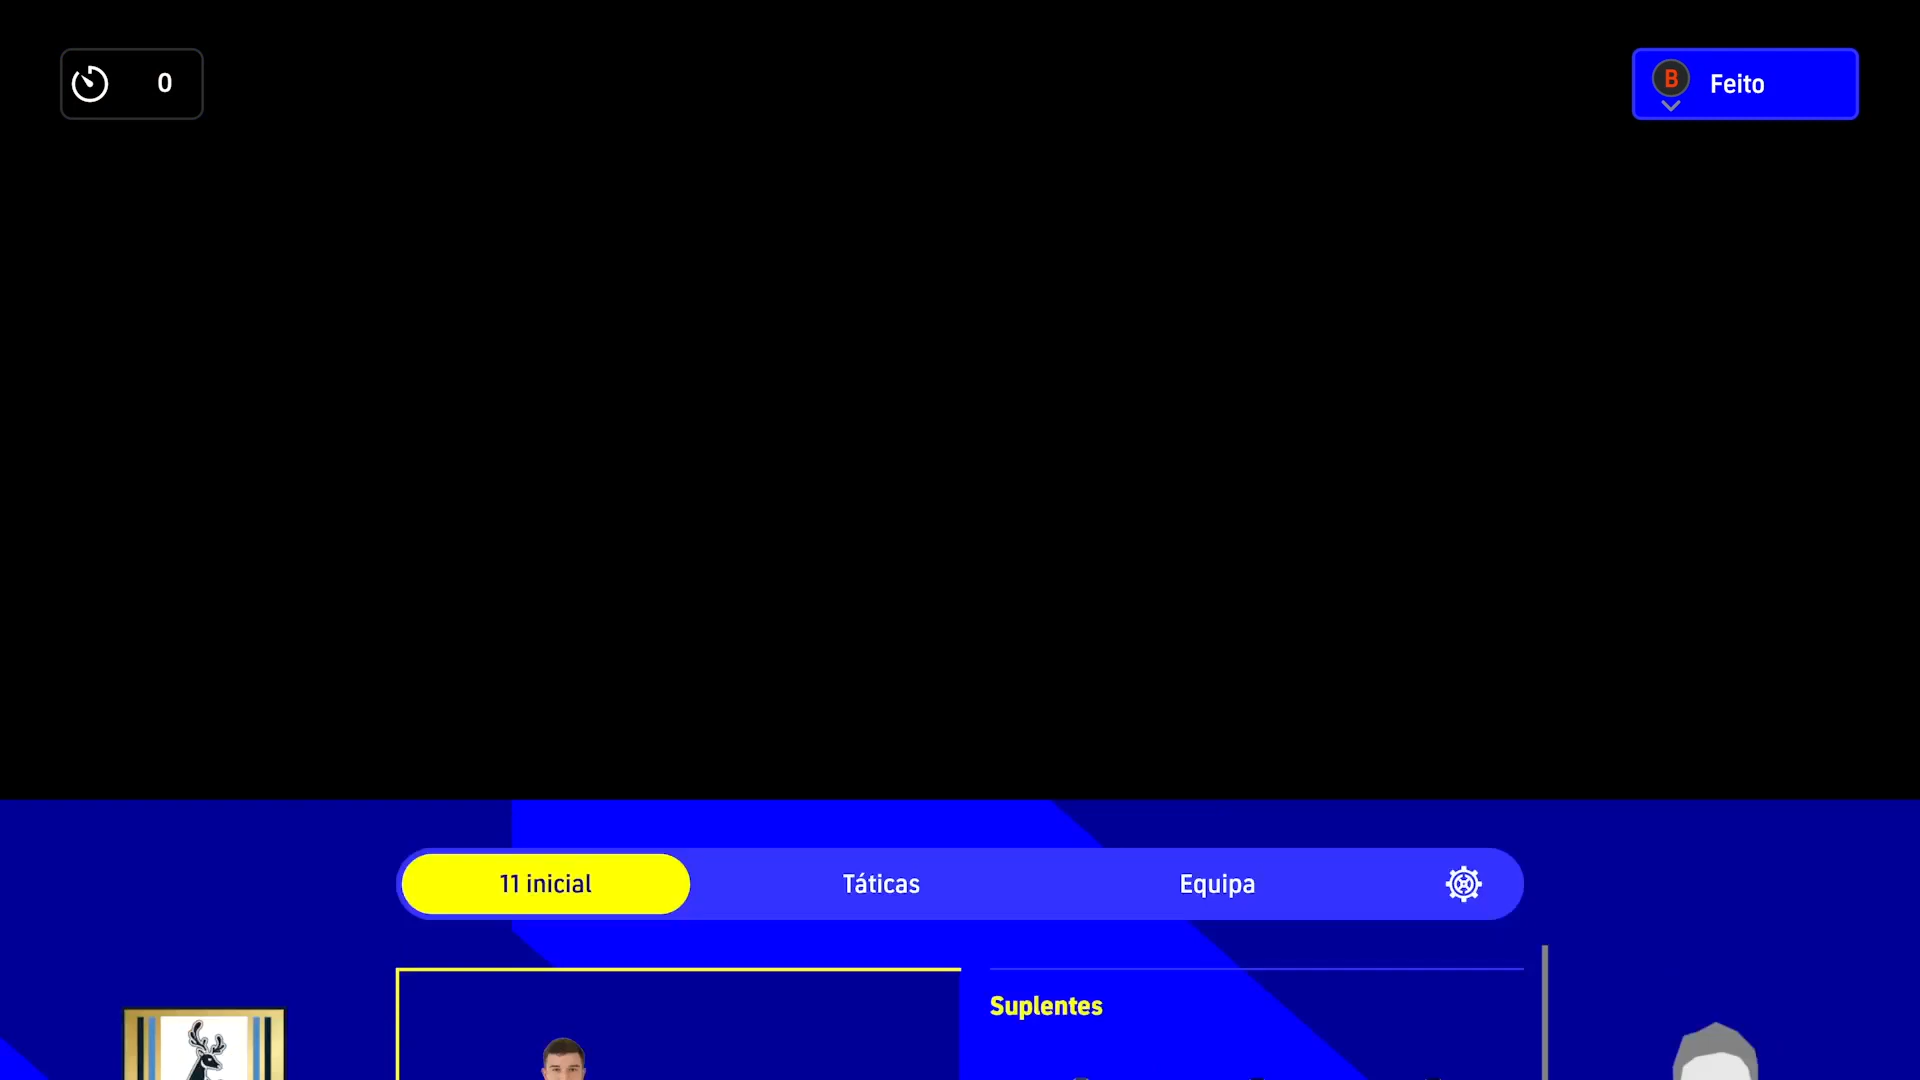 0
B
Feito
11 inicial
Táticas
Equipa
Suplentes